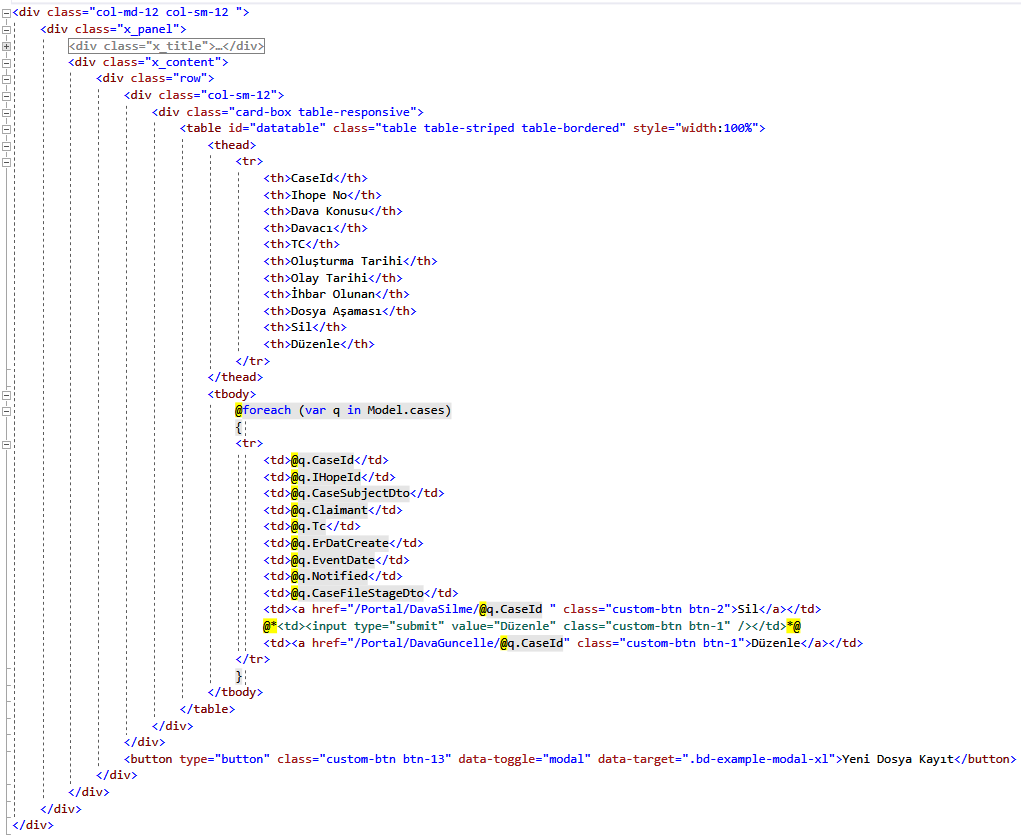 <div class="col-md-12 col-sm-12 ">
<div class="x_panel">
<div class="x_title">…</div>
<div class="x_content">
<div class="row">
<div class="col-sm-12">
<div class="card-box table-responsive">
<table id="datatable" class="table table-striped table-bordered" style="width:100%">
<thead>
<tr>
<th>CaseId</th>
<th>Ihope No</th>
<th>Dava Konusu</th>
<th>Davacı</th>
<th>TC</th>
<th>Oluşturma Tarihi</th>
<th>Olay Tarihi</th>
<th>İhbar Olunan</th>
<th>Dosya Aşaması</th>
<th>Sil</th>
<th>Düzenle</th>
</tr>
</thead>
<tbody>
@foreach (var q in Model.cases)
{
<tr>
<td>@q.CaseId</td>
<td>@q.IHopeId</td>
<td>@q.CaseSubjectDto</td>
<td>@q.Claimant</td>
<td>@q.Tc</td>
<td>@q.ErDatCreate</td>
<td>@q.EventDate</td>
<td>@q.Notified</td>
<td>@q.CaseFileStageDto</td>
<td><a href="/Portal/DavaSilme/@q.CaseId " class="custom-btn btn-2">Sil</a></td>
@*<td><input type="submit" value="Düzenle" class="custom-btn btn-1" /></td>*@
<td><a href="/Portal/DavaGuncelle/@q.CaseId" class="custom-btn btn-1">Düzenle</a></td>
</tr>
}
</tbody>
</table>
</div>
</div>
<button type="button" class="custom-btn btn-13" data-toggle="modal" data-target=".bd-example-modal-xl">Yeni Dosya Kayıt</button>
</div>
</div>
</div>
</div>